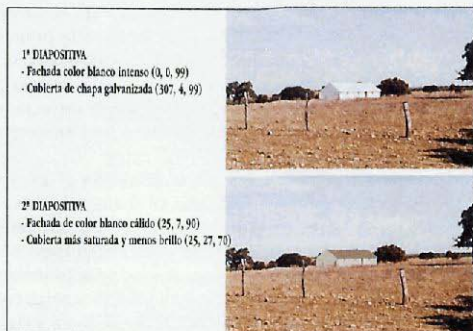 1ª DIAPOSITIVA
- Fachada color blanco intenso (0, 0, 99)
- Cubierta de chapa galvanizada (307, 4, 99)
2ª DIAPOSITIVA
- Fachada de color blanco cálido (25, 7, 90)
- Cubierta más saturada y menos brillo (25, 27, 70)